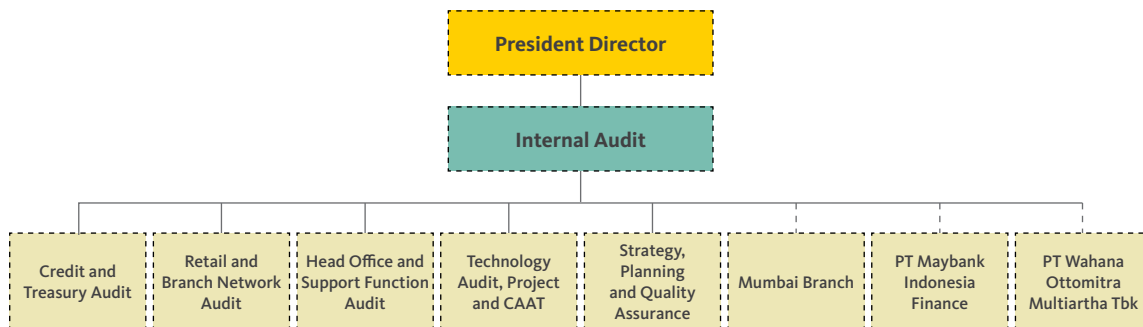 President Director
Internal Audit
Credit and
Treasury Audit
Retail and
Branch Network
Audit
Head Office and
Support Function
Audit
Technology
Audit, Project
and CAAT
Strategy,
Planning
and Quality
Assurance
Mumbai Branch
PT Maybank
Indonesia
Finance
PT Wahana
Ottomitra
Multiartha Tbk